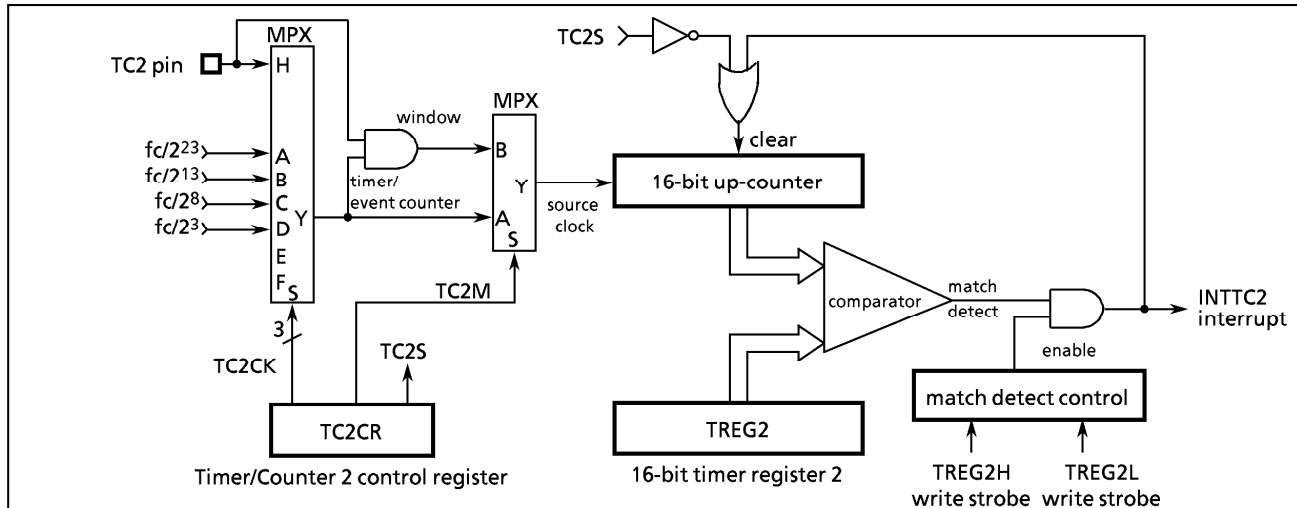 MPX
TC2 pin
H
fc/2²³
A
fc/2¹³
B
fc/2⁸
C
fc/2³
D
Y
E
F
S
3
TC2CK
window
timer/
event counter
MPX
B
Y
A
S
source
clock
TC2M
TC2S
TC2CR
Timer/Counter 2 control register
TC2S
clear
16-bit up-counter
comparator
match
detect
enable
INTTC2
interrupt
TREG2
16-bit timer register 2
match detect control
TREG2H
write strobe
TREG2L
write strobe